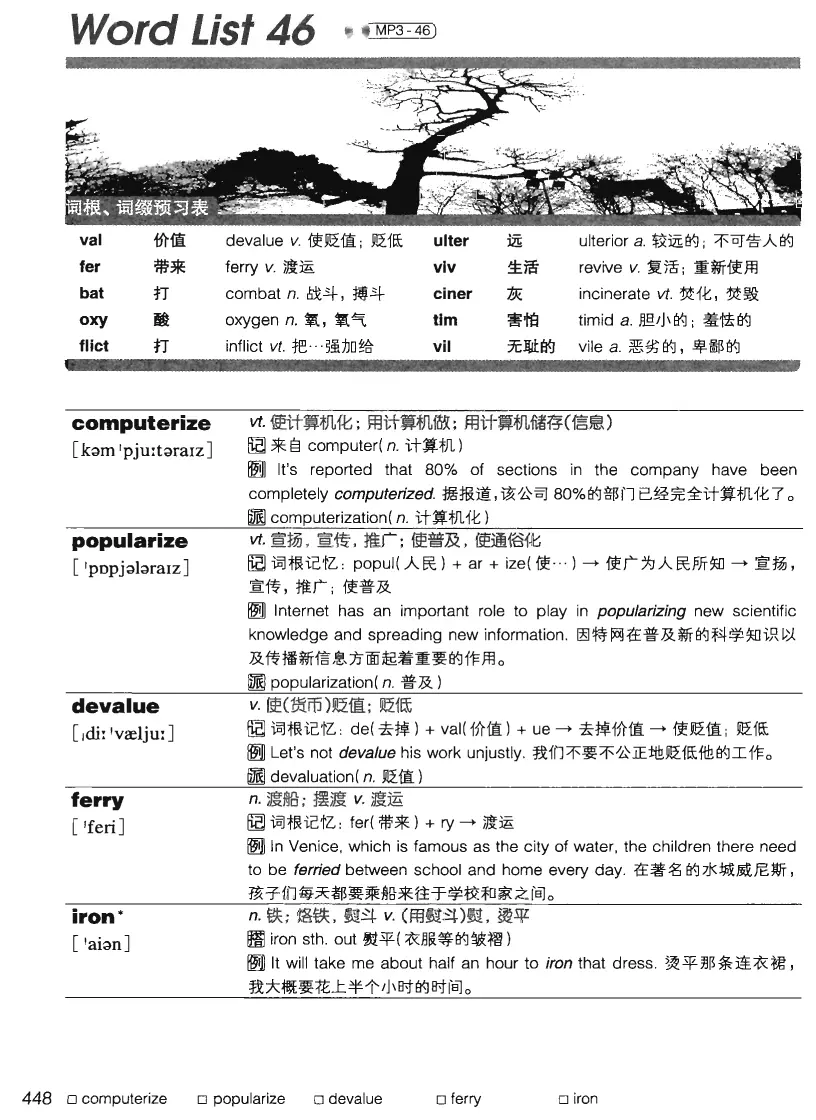 Word List 46 MP3-46
词根、词缀预习表
val 价值 devalue v. 使贬值；贬低 ulter 远 ulterior a. 较远的；不可告人的
fer 带来 ferry v. 渡运 viv 生活 revive v. 复活；重新使用
bat 打 combat n. 战斗，搏斗 ciner 灰 incinerate vt. 焚化，焚毁
oxy 酸 oxygen n. 氧，氧气 tim 害怕 timid a. 胆小的；羞怯的
flict 打 inflict vt. 把…强加给 vil 无耻的 vile a. 恶劣的，卑鄙的
computerize vt. 使计算机化；用计算机做；用计算机储存(信息)
[kəmˈpjuːtəraɪz] 记 来自 computer(n. 计算机)
例 It's reported that 80% of sections in the company have been
completely computerized. 据报道,该公司80%的部门已经完全计算机化了。
派 computerization(n. 计算机化)
popularize vt. 宣扬，宣传，推广；使普及，使通俗化
[ˈpɒpjələraɪz] 记 词根记忆：popul(人民) + ar + ize(使…) → 使广为人民所知 → 宣扬，
宣传，推广；使普及
例 Internet has an important role to play in popularizing new scientific
knowledge and spreading new information. 因特网在普及新的科学知识以
及传播新信息方面起着重要的作用。
派 popularization(n. 普及)
devalue v. 使(货币)贬值；贬低
[ˌdiːˈvæljuː] 记 词根记忆：de(去掉) + val(价值) + ue → 去掉价值 → 使贬值；贬低
例 Let's not devalue his work unjustly. 我们不要不公正地贬低他的工作。
派 devaluation(n. 贬值)
ferry n. 渡船；摆渡 v. 渡运
[ˈferi] 记 词根记忆：fer(带来) + ry → 渡运
例 In Venice, which is famous as the city of water, the children there need
to be ferried between school and home every day. 在著名的水城威尼斯，
孩子们每天都要乘船来往于学校和家之间。
iron* n. 铁；烙铁，熨斗 v. (用熨斗)熨，烫平
[ˈaiən] 搭 iron sth. out 熨平(衣服等的皱褶)
例 It will take me about half an hour to iron that dress. 烫平那条连衣裙，
我大概要花上半个小时的时间。
448 □ computerize □ popularize □ devalue □ ferry □ iron